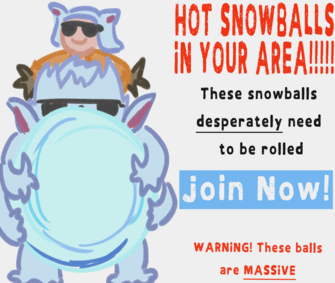 HOT SNOWBALLS
iN YOUR AREA!!!!!
These snowballs
desperately need
to be rolled
join Now!
WARNiNG! These balls
are MASSiVE